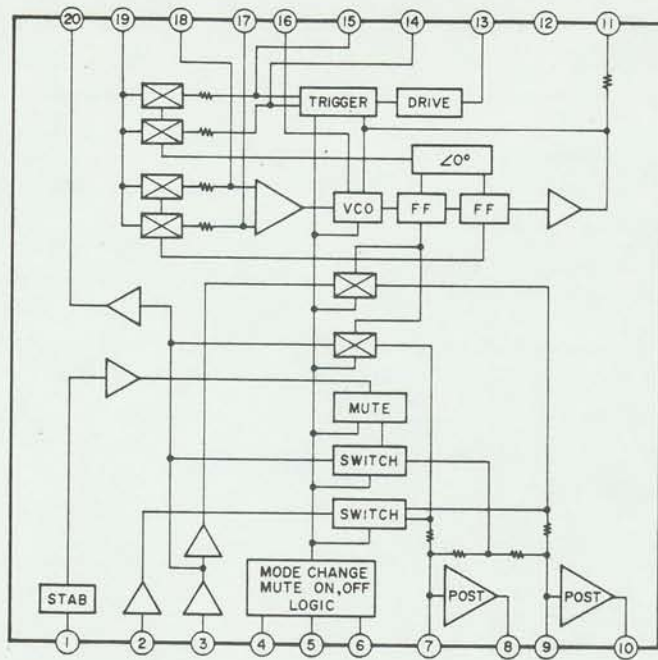 20 19 18 17 16 15 14 13 12 11
TRIGGER DRIVE
∠0°
VCO FF FF
MUTE
SWITCH
SWITCH
STAB
MODE CHANGE
MUTE ON, OFF
LOGIC
POST POST
1 2 3 4 5 6 7 8 9 10